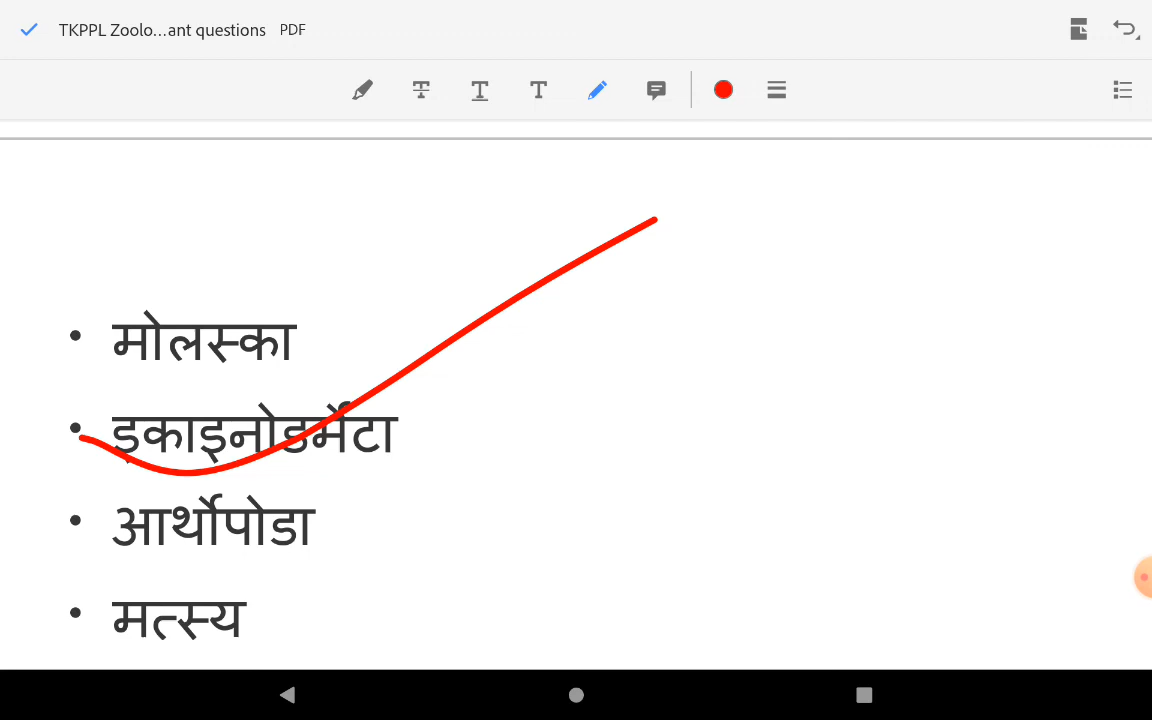 TKPPL Zoolo...ant questions PDF
• मोलस्का
• इकाइनोडर्मेटा
• आर्थोपोडा
• मत्स्य